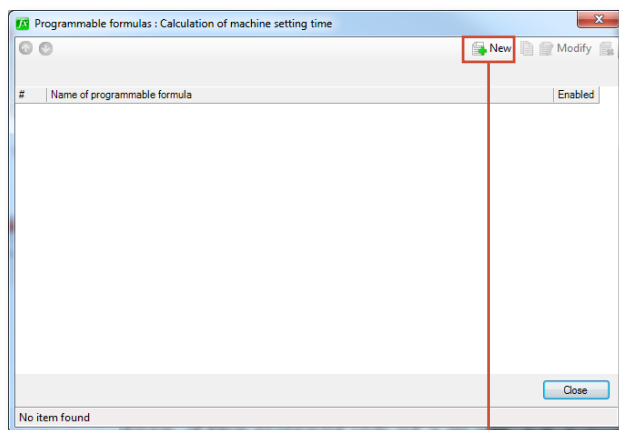 Programmable formulas : Calculation of machine setting time
New Modify
# Name of programmable formula Enabled
Close
No item found